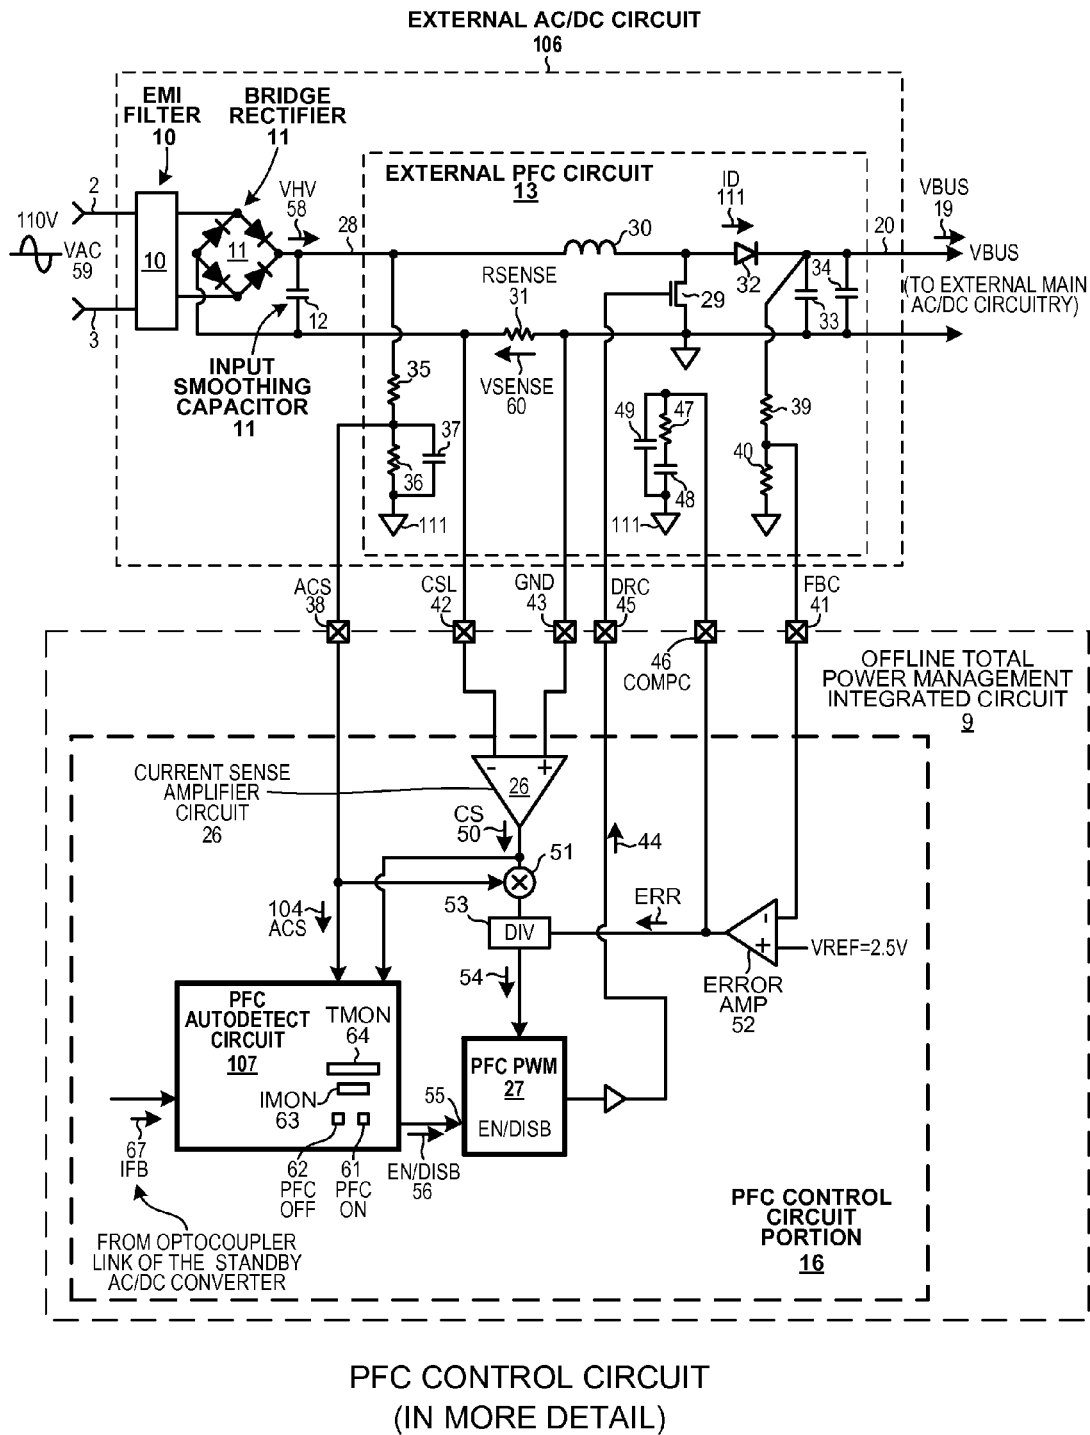 EXTERNAL AC/DC CIRCUIT
106
EMI
FILTER
10
BRIDGE
RECTIFIER
11
EXTERNAL PFC CIRCUIT
13
ID
111
VBUS
19
2
VHV
58
28
30
20
110V
VAC
59
10
11
VBUS
RSENSE
31
29
32
34
33
(TO EXTERNAL MAIN
AC/DC CIRCUITRY)
3
12
INPUT
SMOOTHING
CAPACITOR
11
VSENSE
60
35
37
36
111
49
47
48
111
39
40
ACS
38
CSL
42
GND
43
DRC
45
46
COMPC
FBC
41
OFFLINE TOTAL
POWER MANAGEMENT
INTEGRATED CIRCUIT
9
CURRENT SENSE
AMPLIFIER
CIRCUIT
26
- +
26
CS
50
51
44
104
ACS
53
DIV
ERR
-
+
VREF=2.5V
ERROR
AMP
52
54
PFC
AUTODETECT
CIRCUIT
107
TMON
64
IMON
63
62
PFC
OFF
61
PFC
ON
55
EN/DISB
56
PFC PWM
27
EN/DISB
67
IFB
FROM OPTOCOUPLER
LINK OF THE STANDBY
AC/DC CONVERTER
PFC CONTROL
CIRCUIT
PORTION
16
PFC CONTROL CIRCUIT
(IN MORE DETAIL)